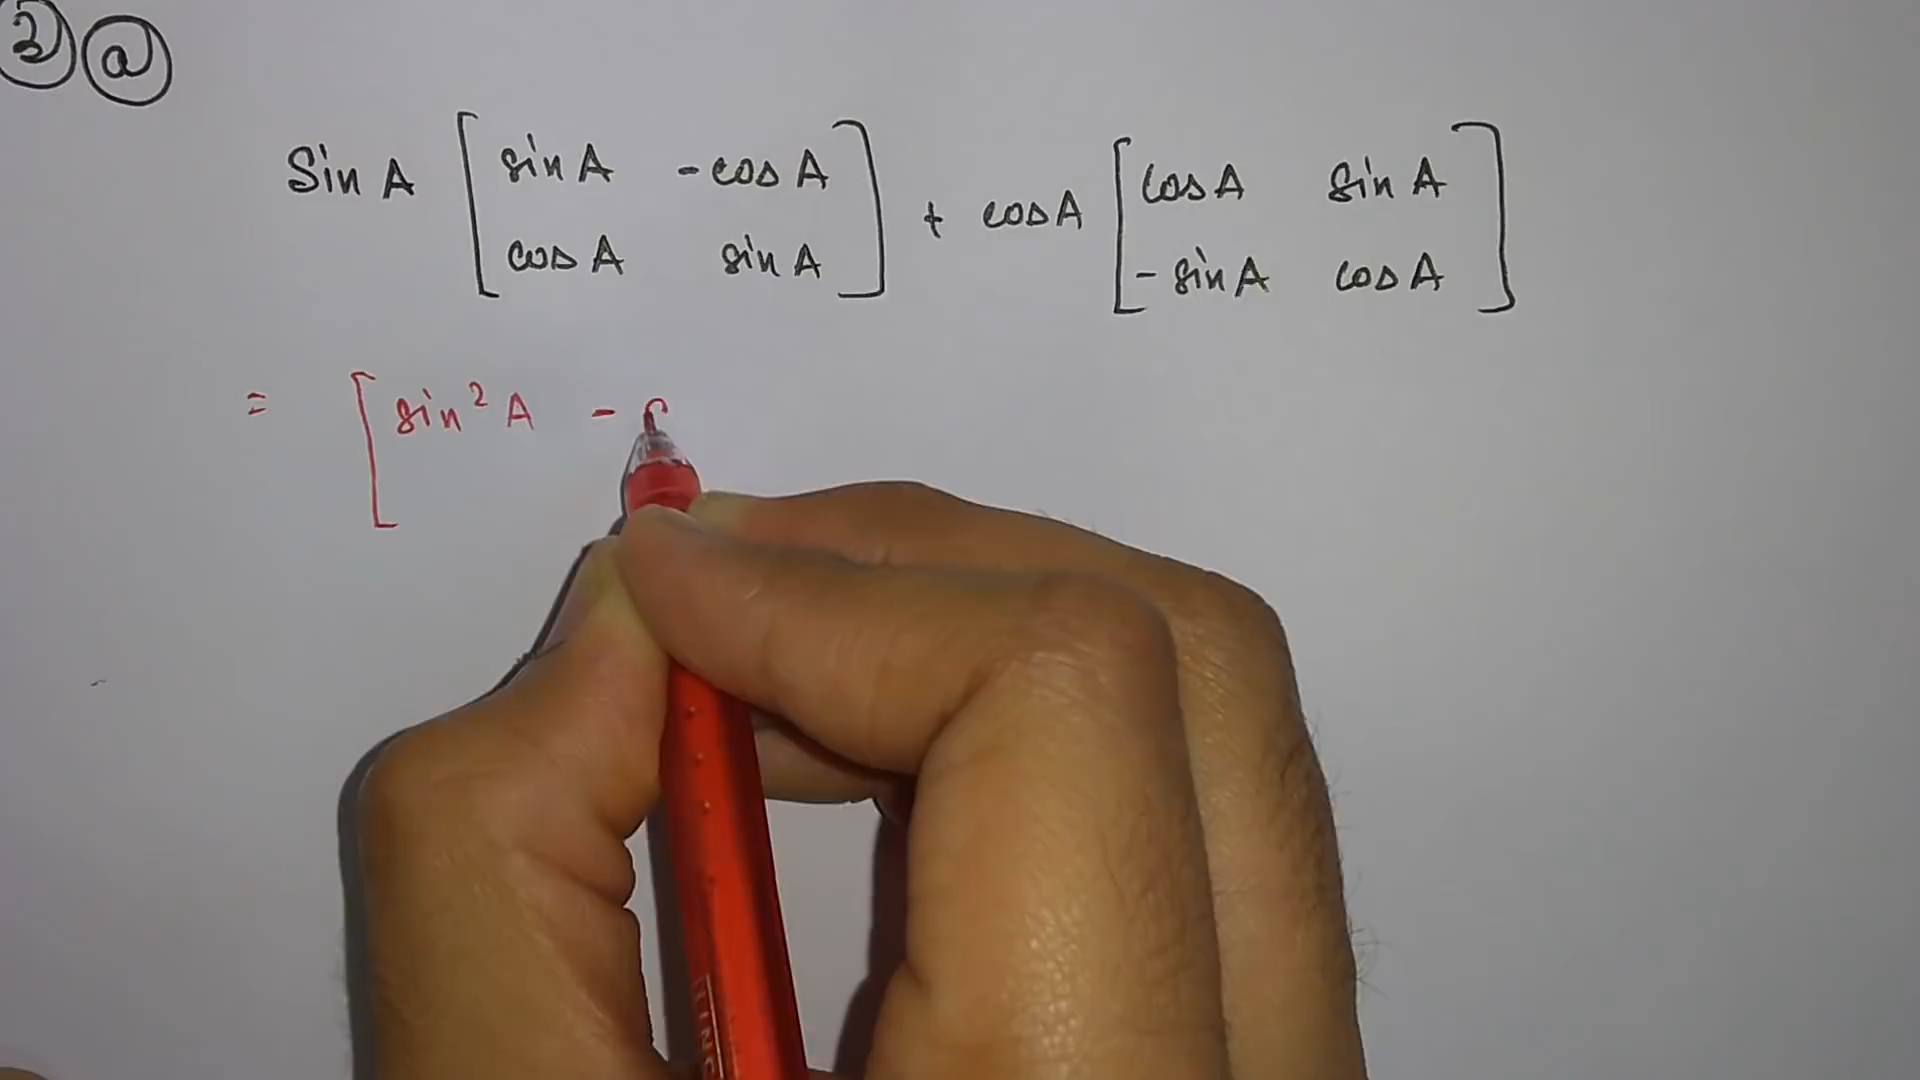 3 a
Sin A [ sin A -cos A ] + cos A [ cos A sin A ]
[ cos A sin A ] [ - sin A cos A ]
= [ sin² A -